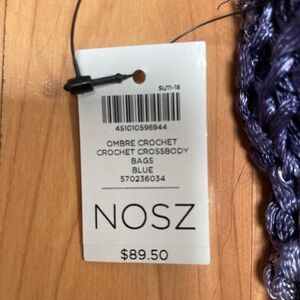 SU11-18
451010596944
OMBRE CROCHET
CROCHET CROSSBODY
BAGS
BLUE
570236034
NOSZ
$89.50